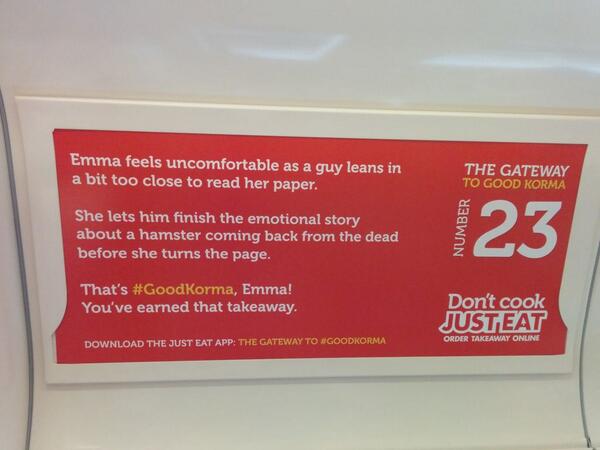 Emma feels uncomfortable as a guy leans in
a bit too close to read her paper.
She lets him finish the emotional story
about a hamster coming back from the dead
before she turns the page.
That's #GoodKorma, Emma!
You've earned that takeaway.
DOWNLOAD THE JUST EAT APP: THE GATEWAY TO #GOODKORMA
THE GATEWAY
TO GOOD KORMA
NUMBER
23
Don't cook
JUST EAT
ORDER TAKEAWAY ONLINE